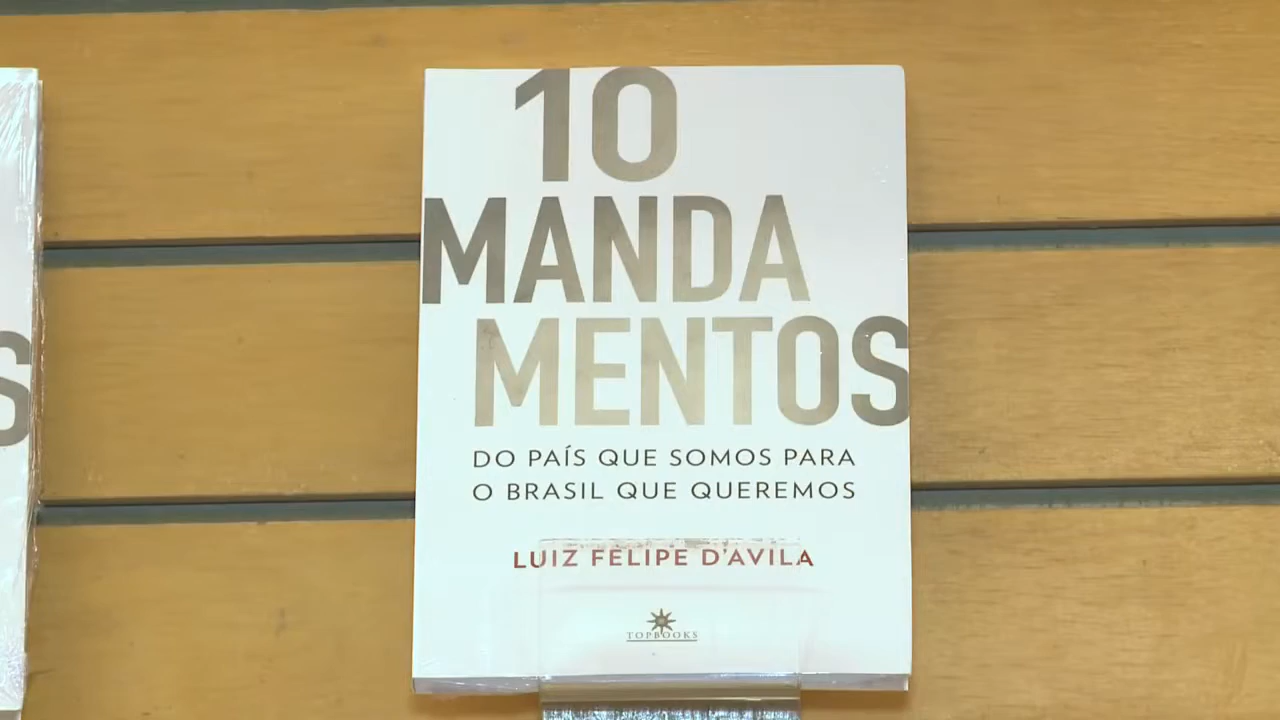 10
MANDA
MENTOS
DO PAÍS QUE SOMOS PARA
O BRASIL QUE QUEREMOS
LUIZ FELIPE D'AVILA
TOPBOOKS
S